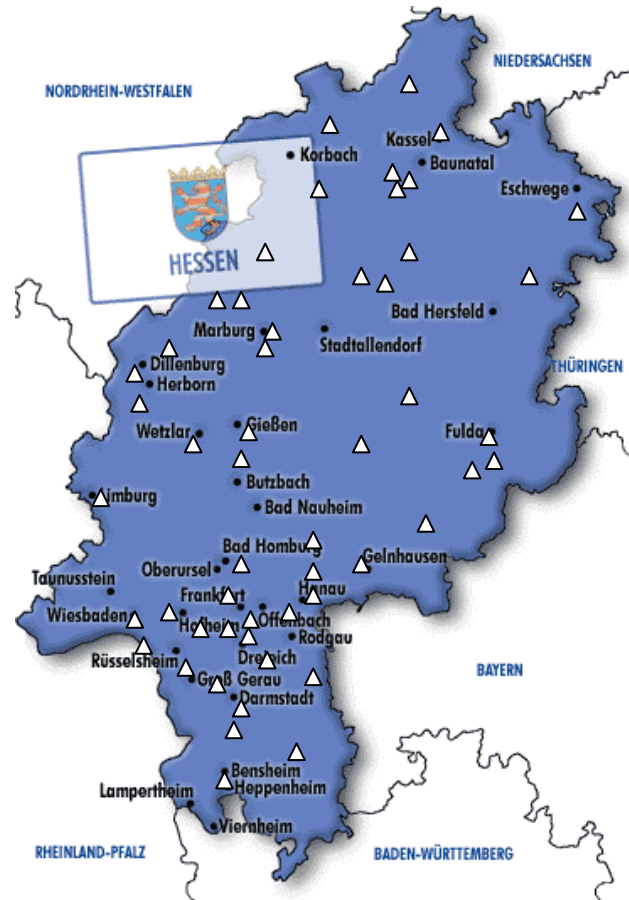 NIEDERSACHSEN
NORDRHEIN-WESTFALEN
Kassel
Korbach
Baunatal
Eschwege
HESSEN
Bad Hersfeld
Marburg
Stadtallendorf
Dillenburg
THÜRINGEN
Herborn
Gießen
Wetzlar
Fulda
Butzbach
Limburg
Bad Nauheim
Bad Homburg
Gelnhausen
Oberursel
Taunusstein
Hanau
Frankfurt
Wiesbaden
Hofheim
Offenbach
Rodgau
Dreieich
Rüsselsheim
BAYERN
Groß Gerau
Darmstadt
Bensheim
Heppenheim
Lampertheim
Viernheim
RHEINLAND-PFALZ
BADEN-WÜRTTEMBERG